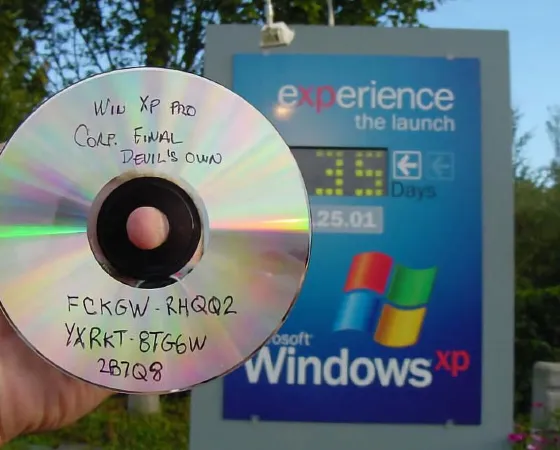 WIN XP PRO
CORP. FINAL
DEVIL'S OWN
FCKGW-RHQQ2
YXRKT-8TG6W
2B7Q8
experience
the launch
35
Days
.25.01
osoft
Windows xp